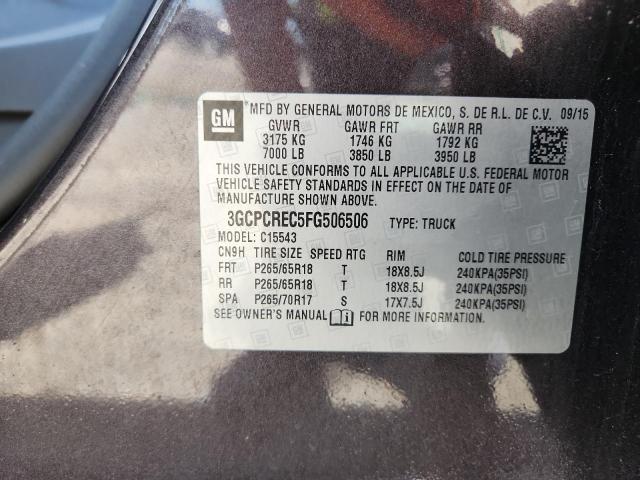 GM
MFD BY GENERAL MOTORS DE MEXICO, S. DE R.L. DE C.V. 09/15
GVWR GAWR FRT GAWR RR
3175 KG 1746 KG 1792 KG
7000 LB 3850 LB 3950 LB
THIS VEHICLE CONFORMS TO ALL APPLICABLE U.S. FEDERAL MOTOR
VEHICLE SAFETY STANDARDS IN EFFECT ON THE DATE OF
MANUFACTURE SHOWN ABOVE.
3GCPCREC5FG506506 TYPE: TRUCK
MODEL: C15543
CN9H TIRE SIZE SPEED RTG RIM COLD TIRE PRESSURE
FRT P265/65R18 T 18X8.5J 240KPA(35PSI)
RR P265/65R18 T 18X8.5J 240KPA(35PSI)
SPA P265/70R17 S 17X7.5J 240KPA(35PSI)
SEE OWNER'S MANUAL FOR MORE INFORMATION.